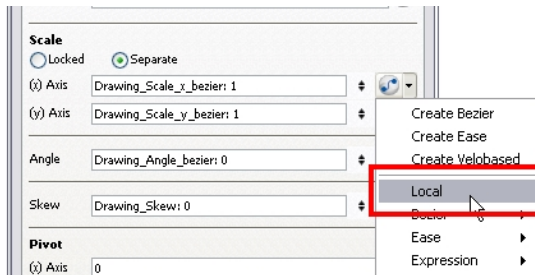 Scale
Locked Separate
(x) Axis Drawing_Scale_x_bezier: 1
(y) Axis Drawing_Scale_y_bezier: 1
Create Bezier
Create Ease
Angle Drawing_Angle_bezier: 0 Create Velobased
Local
Skew Drawing_Skew: 0 Bezier
Pivot Ease
(x) Axis 0 Expression